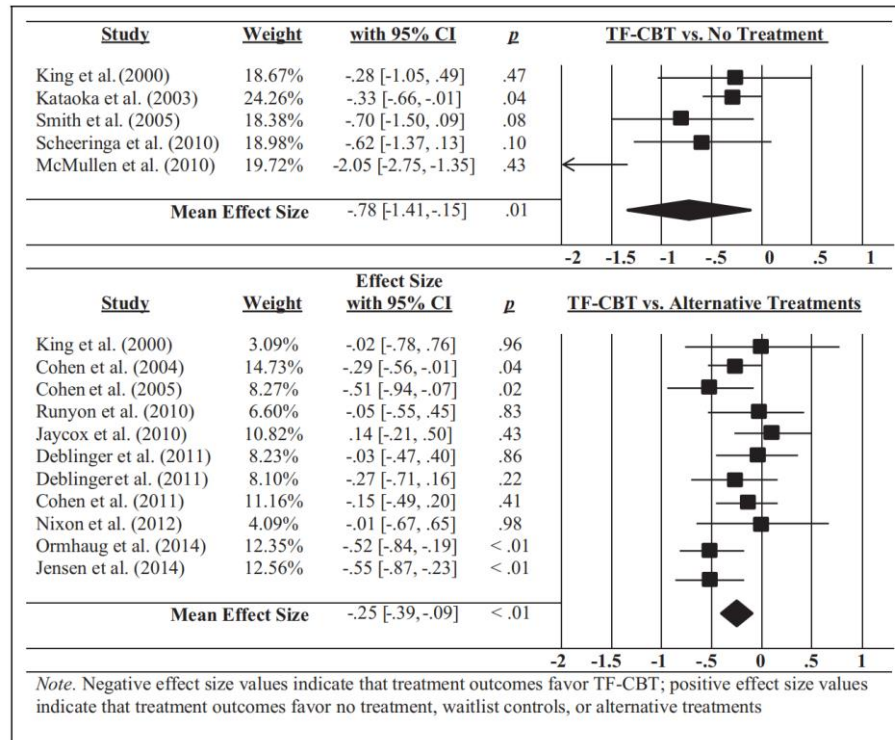 Study Weight with 95% CI p TF-CBT vs. No Treatment
King et al. (2000) 18.67% -.28 [-1.05, .49] .47
Kataoka et al. (2003) 24.26% -.33 [-.66, -.01] .04
Smith et al. (2005) 18.38% -.70 [-1.50, .09] .08
Scheeringa et al. (2010) 18.98% -.62 [-1.37, .13] .10
McMullen et al. (2010) 19.72% -2.05 [-2.75, -1.35] .43
Mean Effect Size -.78 [-1.41,-.15] .01
-2 -1.5 -1 -.5 0 .5 1
Effect Size
Study Weight with 95% CI p TF-CBT vs. Alternative Treatments
King et al. (2000) 3.09% -.02 [-.78, .76] .96
Cohen et al. (2004) 14.73% -.29 [-.56, -.01] .04
Cohen et al. (2005) 8.27% -.51 [-.94, -.07] .02
Runyon et al. (2010) 6.60% -.05 [-.55, .45] .83
Jaycox et al. (2010) 10.82% .14 [-.21, .50] .43
Deblinger et al. (2011) 8.23% -.03 [-.47, .40] .86
Deblinger et al. (2011) 8.10% -.27 [-.71, .16] .22
Cohen et al. (2011) 11.16% -.15 [-.49, .20] .41
Nixon et al. (2012) 4.09% -.01 [-.67, .65] .98
Ormhaug et al. (2014) 12.35% -.52 [-.84, -.19] < .01
Jensen et al. (2014) 12.56% -.55 [-.87, -.23] < .01
Mean Effect Size -.25 [-.39,-.09] < .01
-2 -1.5 -1 -.5 0 .5 1
Note. Negative effect size values indicate that treatment outcomes favor TF-CBT; positive effect size values
indicate that treatment outcomes favor no treatment, waitlist controls, or alternative treatments